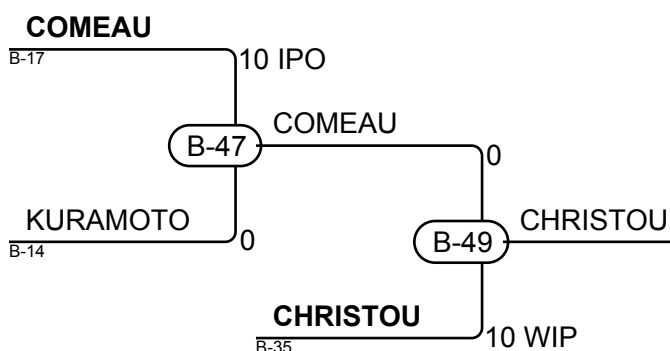 COMEAU
B-17
10 IPO
COMEAU
B-47
0
KURAMOTO
0
B-14
CHRISTOU
B-49
CHRISTOU
B-35
10 WIP